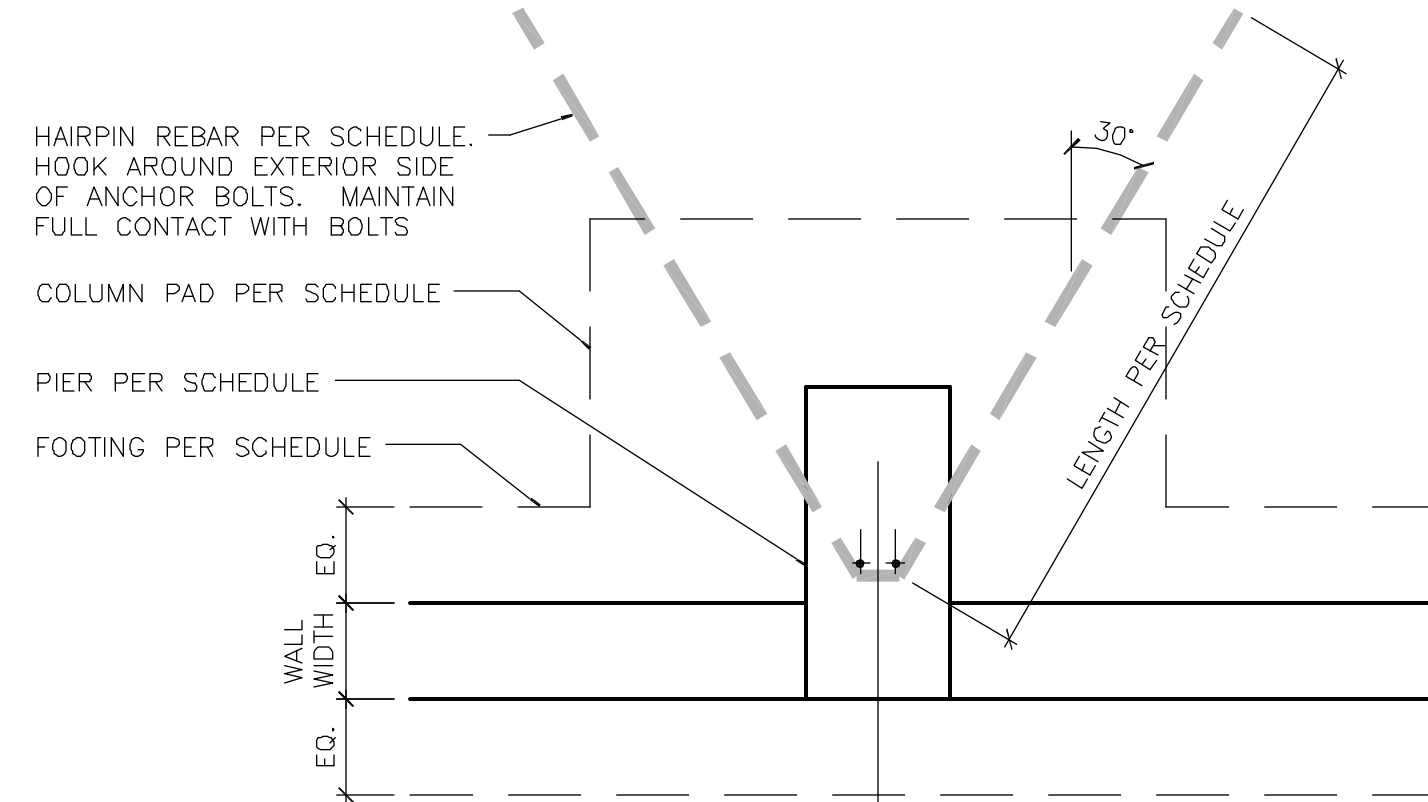 HAIRPIN REBAR PER SCHEDULE.
HOOK AROUND EXTERIOR SIDE
OF ANCHOR BOLTS. MAINTAIN
FULL CONTACT WITH BOLTS
COLUMN PAD PER SCHEDULE
PIER PER SCHEDULE
FOOTING PER SCHEDULE
30°
LENGTH PER SCHEDULE
EQ.
WALL
WIDTH
EQ.